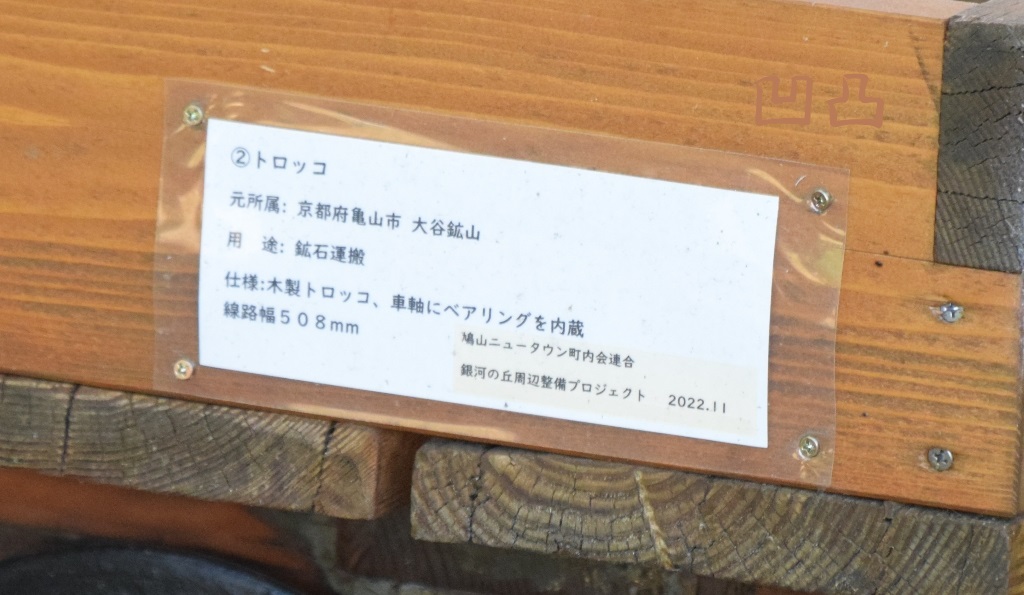 凹凸
②トロッコ
元所属: 京都府亀山市 大谷鉱山
用　途: 鉱石運搬
仕様:木製トロッコ、車軸にベアリングを内蔵
線路幅５０８mm
鳩山ニュータウン町内会連合
銀河の丘周辺整備プロジェクト　2022.11